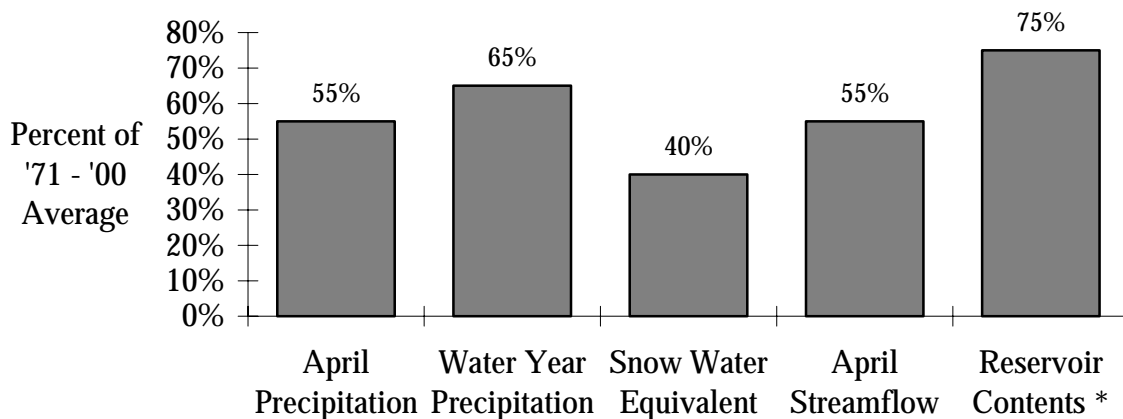 Percent of
'71 - '00
Average
80%
70%
60%
50%
40%
30%
20%
10%
0%
55%
65%
40%
55%
75%
April
Precipitation
Water Year
Precipitation
Snow Water
Equivalent
April
Streamflow
Reservoir
Contents *